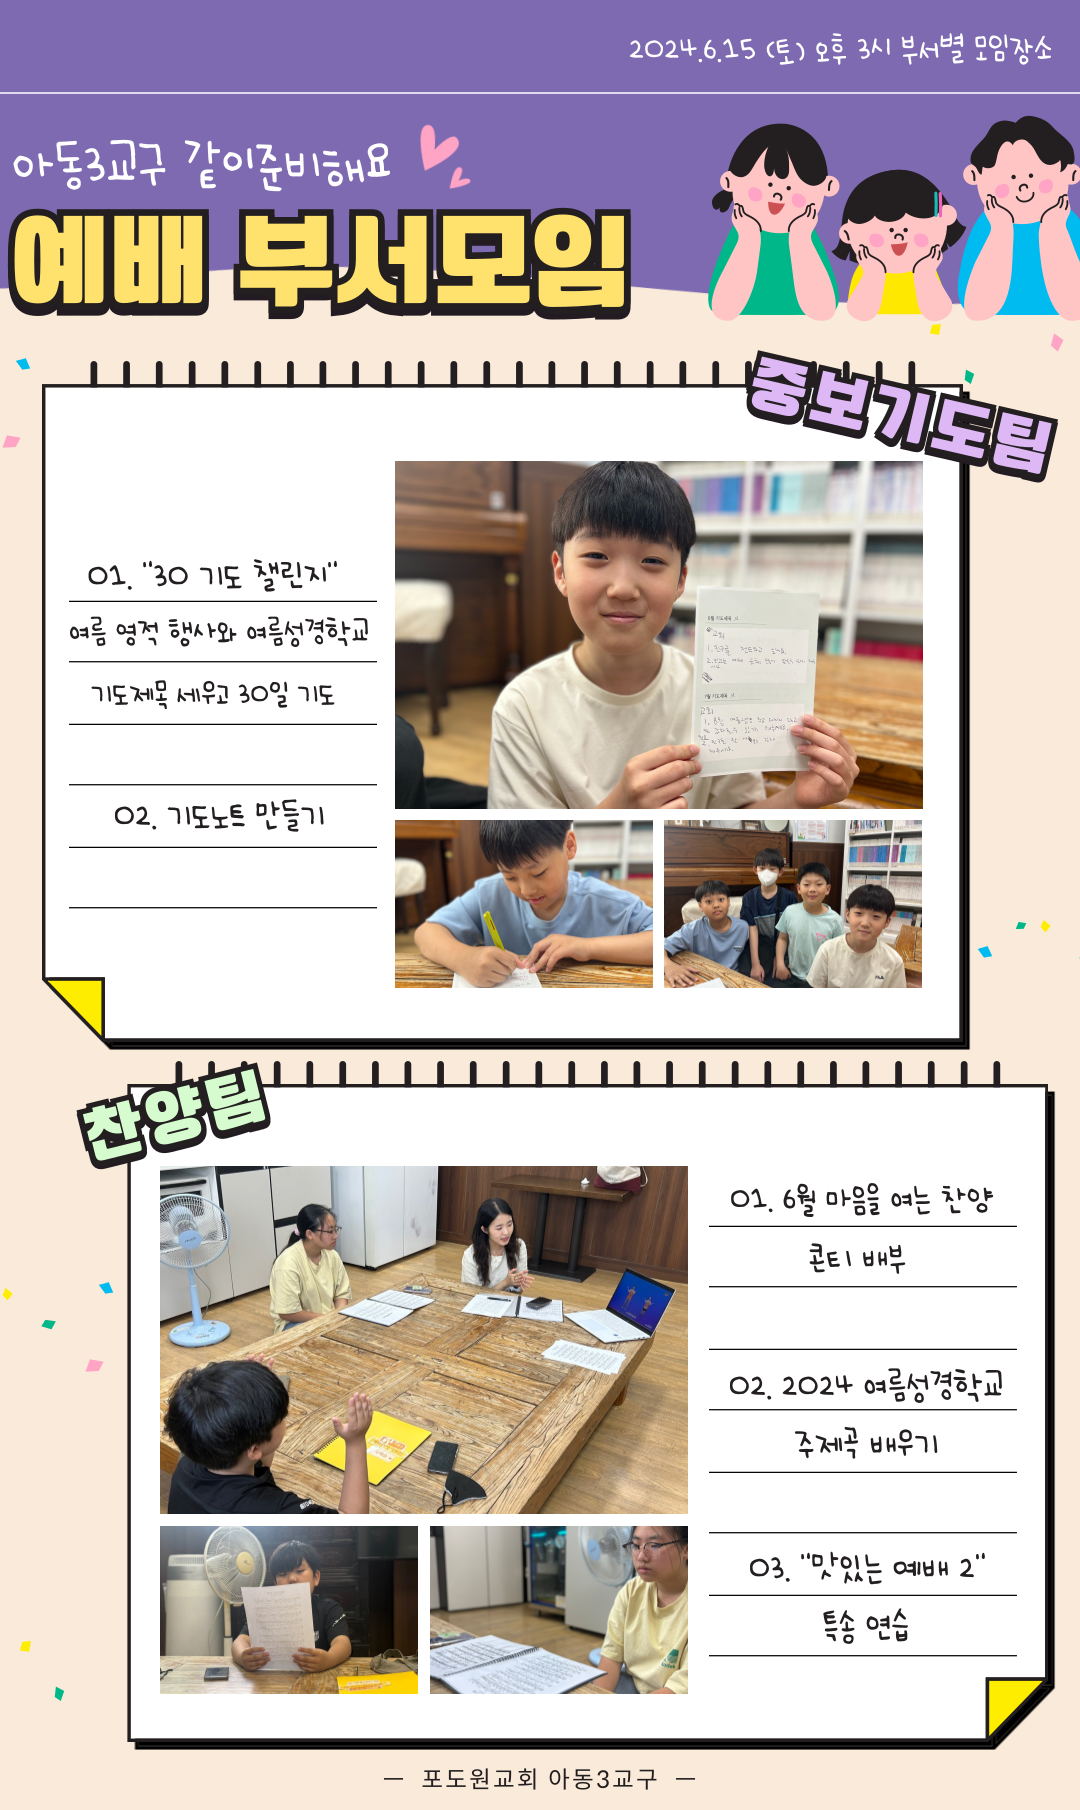 2024.6.15 (토) 오후 3시 부서별 모임장소
아동3교구 같이준비해요
예배 부서모임
중보기도팀
01. "30 기도 챌린지"
여름 영적 행사와 여름성경학교
기도제목 세우고 30일 기도
02. 기도노트 만들기
교회
교회
찬양팀
01. 6월 마음을 여는 찬양
콘티 배부
02. 2024 여름성경학교
주제곡 배우기
03. "맛있는 예배 2"
특송 연습
— 포도원교회 아동3교구 —